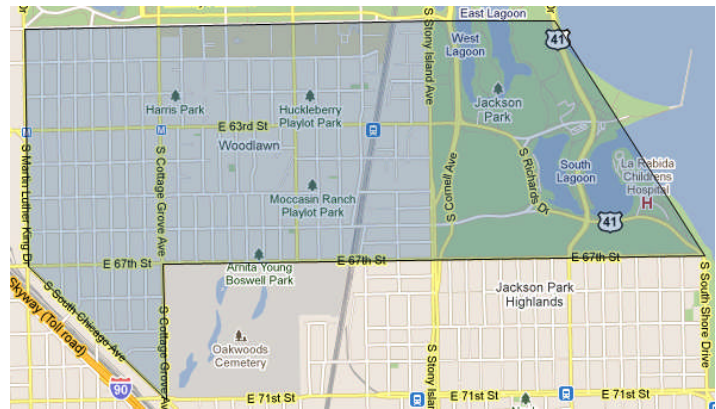 East Lagoon
S Stony Island Ave
41
West
Lagoon
Harris Park
Huckleberry
Playlot Park
Jackson
Park
M
M
E 63rd St
Woodlawn
S Martin Luther King Dr
S Cottage Grove Ave
S Cornell Ave
S Richards Dr
South
Lagoon
La Rabida
Childrens
Hospital
H
Moccasin Ranch
Playlot Park
41
E 67th St
Arnita Young
Boswell Park
E 67th St
E 67th St
Skyway (Toll road)
S South Chicago Ave
S Cottage Grove Ave
Jackson Park
Highlands
S South Shore Drive
Oakwoods
Cemetery
S Stony Is
90
E 71st St
E 71st St
E 71st St